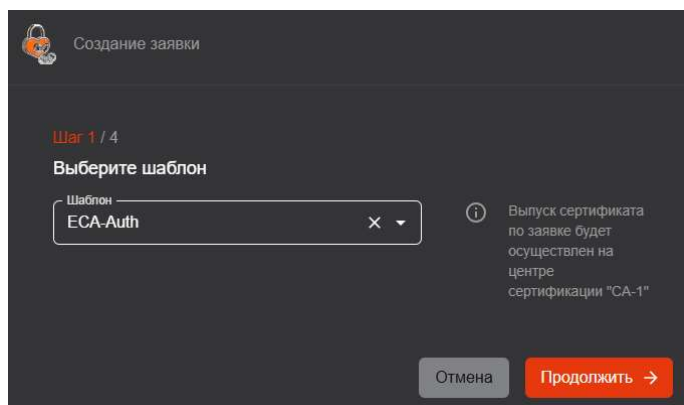 Создание заявки
Шаг 1 / 4
Выберите шаблон
Шаблон
ECA-Auth
Выпуск сертификата
по заявке будет
осуществлен на
центре
сертификации "CA-1"
Отмена
Продолжить →